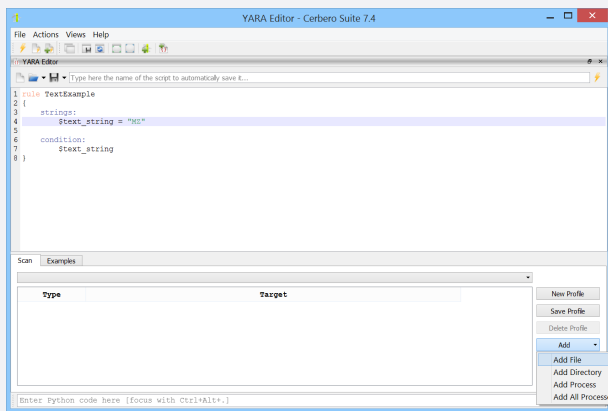 YARA Editor - Cerbero Suite 7.4
File Actions Views Help
YARA Editor
Type here the name of the script to automatically save it...
1 rule TextExample
2 {
3 strings:
4 $text_string = "MZ"
5
6 condition:
7 $text_string
8 }
Scan Examples
Type Target
New Profile
Save Profile
Delete Profile
Add
Add File
Add Directory
Add Process
Add All Process
Enter Python code here [focus with Ctrl+Alt+.]